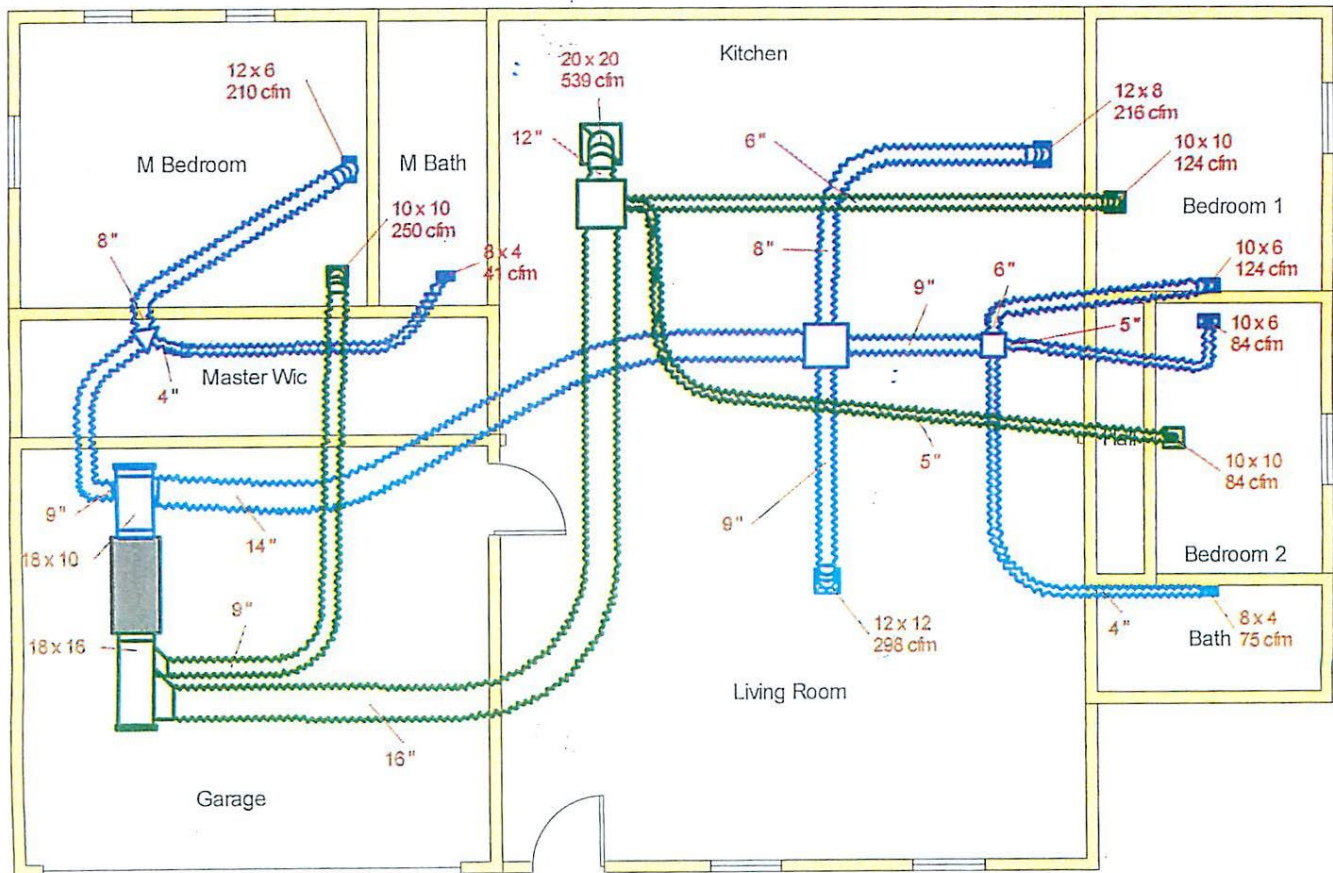 Kitchen
20 x 20
539 cfm
12 x 6
210 cfm
12 x 8
216 cfm
M Bedroom
M Bath
12"
6"
10 x 10
124 cfm
Bedroom 1
10 x 10
250 cfm
8"
8 x 4
41 cfm
8"
9"
6"
10 x 6
124 cfm
5"
10 x 6
84 cfm
Master Wic
4"
5"
Hall
10 x 10
84 cfm
9"
18 x 10
14"
9"
Bedroom 2
12 x 12
298 cfm
4"
8 x 4
75 cfm
Bath
9"
18 x 16
Living Room
16"
Garage